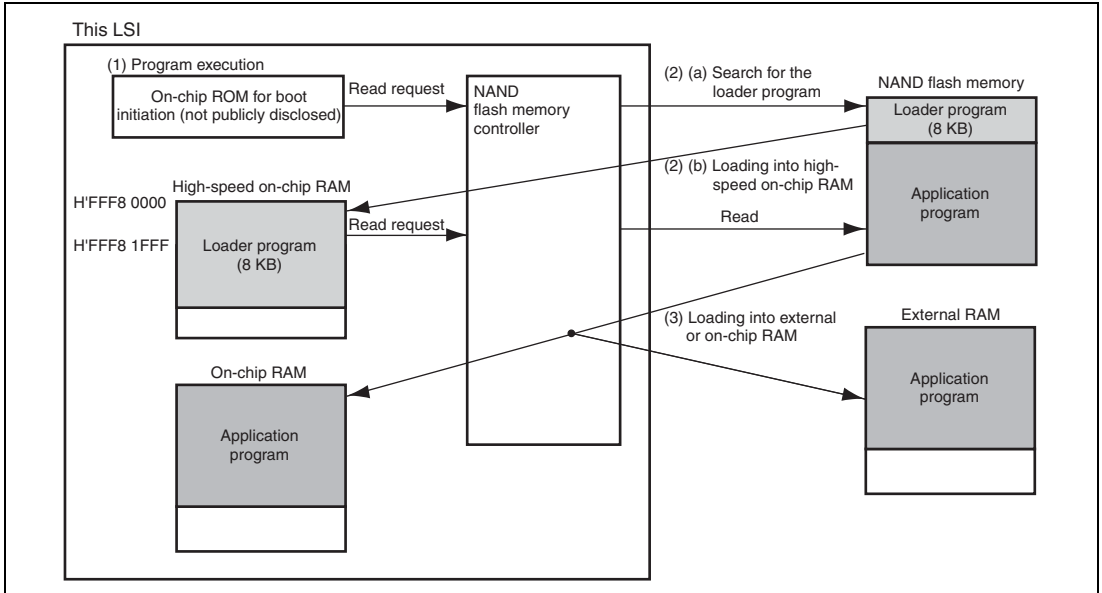 This LSI
(1) Program execution
On-chip ROM for boot
initiation (not publicly disclosed)
Read request
NAND
flash memory
controller
(2) (a) Search for the
loader program
NAND flash memory
Loader program
(8 KB)
Application
program
(2) (b) Loading into high-
speed on-chip RAM
High-speed on-chip RAM
H'FFF8 0000
H'FFF8 1FFF
Loader program
(8 KB)
Read request
Read
(3) Loading into external
or on-chip RAM
External RAM
Application
program
On-chip RAM
Application
program